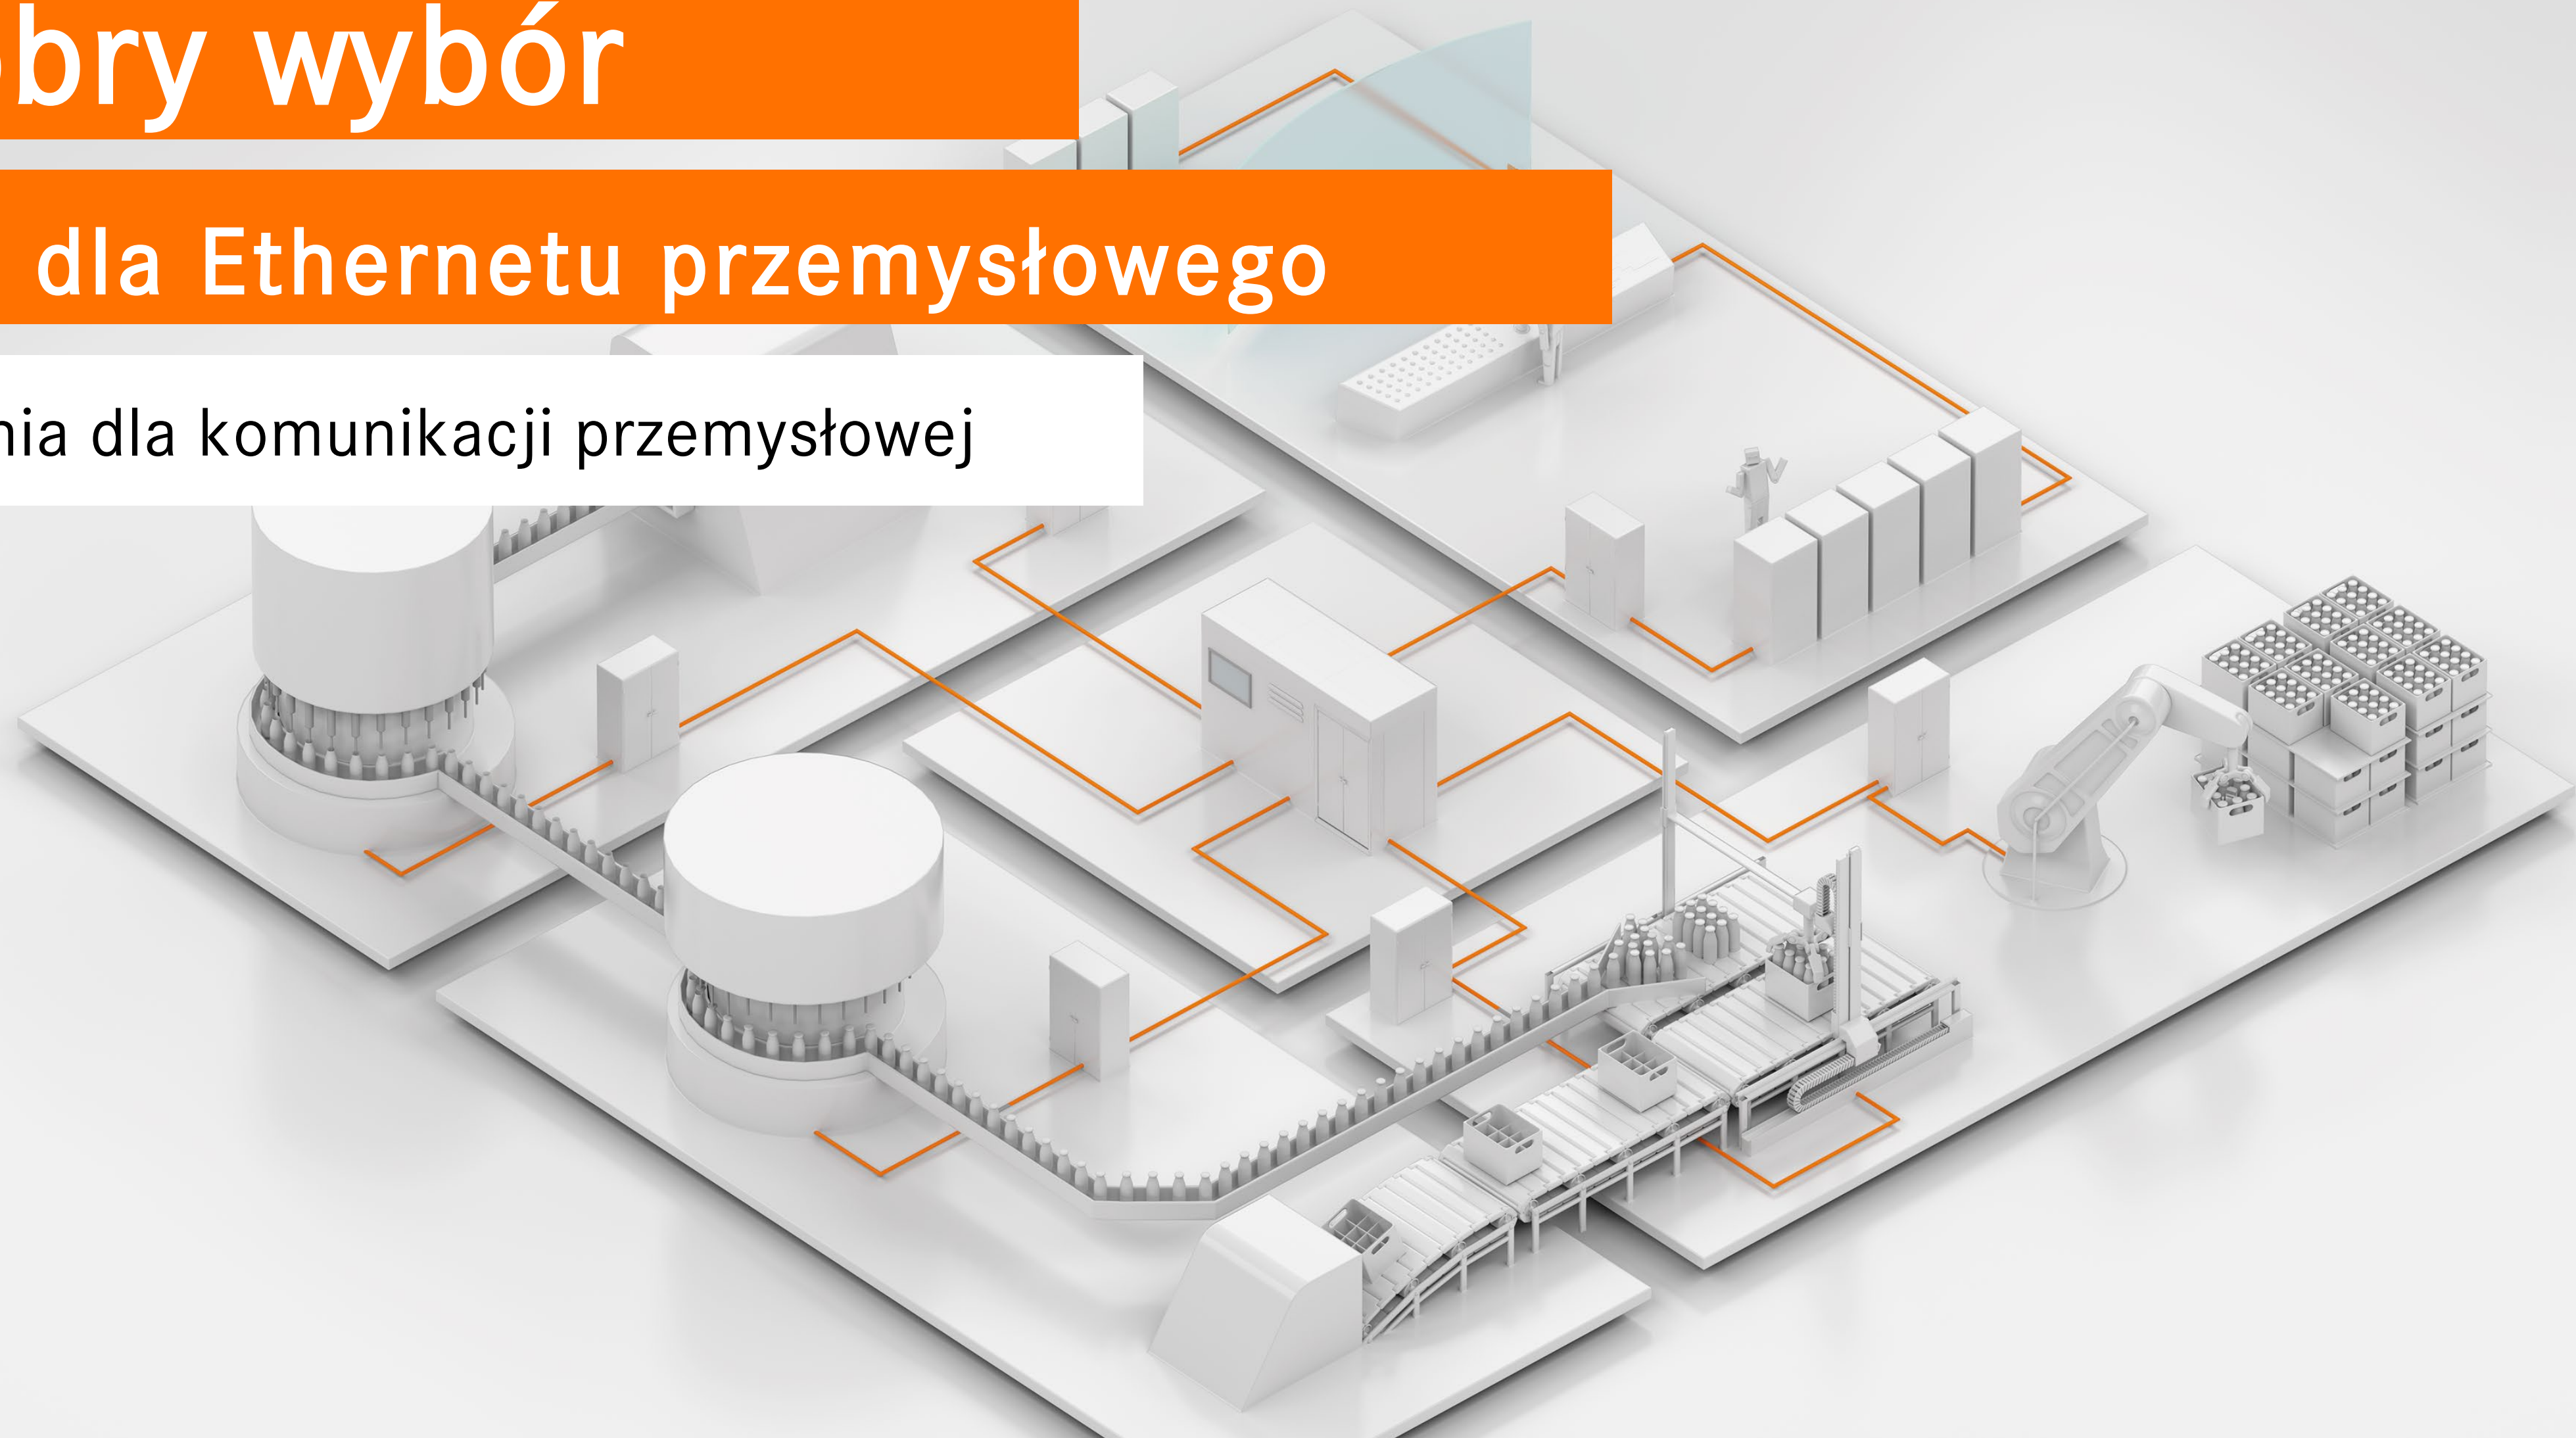 bry wybór
dla Ethernetu przemysłowego
nia dla komunikacji przemysłowej